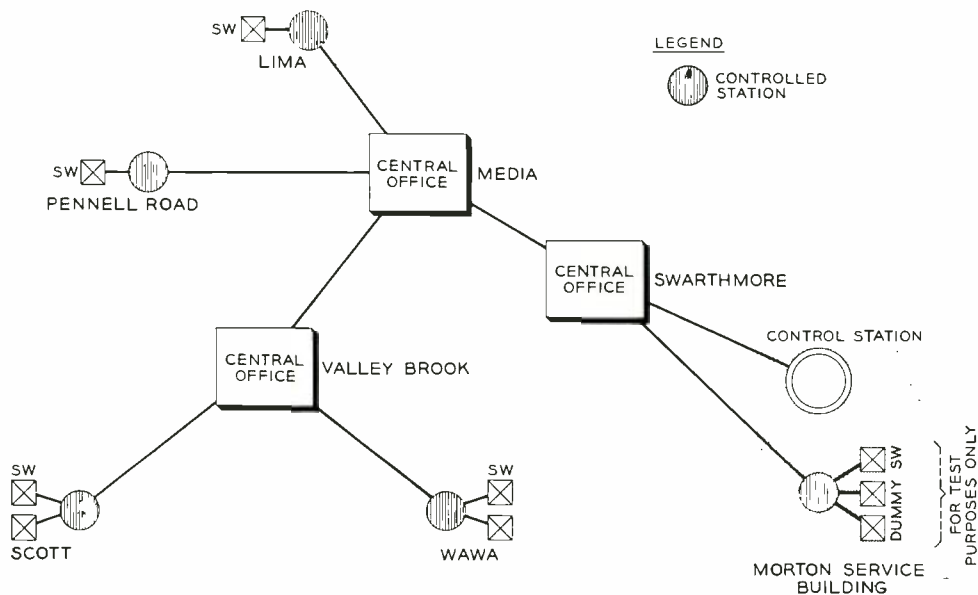 SW
LIMA
LEGEND
CONTROLLED
STATION
CENTRAL
OFFICE
MEDIA
SW
PENNELL ROAD
CENTRAL
OFFICE
SWARTHMORE
CONTROL STATION
CENTRAL
OFFICE
VALLEY BROOK
SW
SCOTT
SW
WAWA
SW
DUMMY
FOR TEST
PURPOSES ONLY
MORTON SERVICE
BUILDING